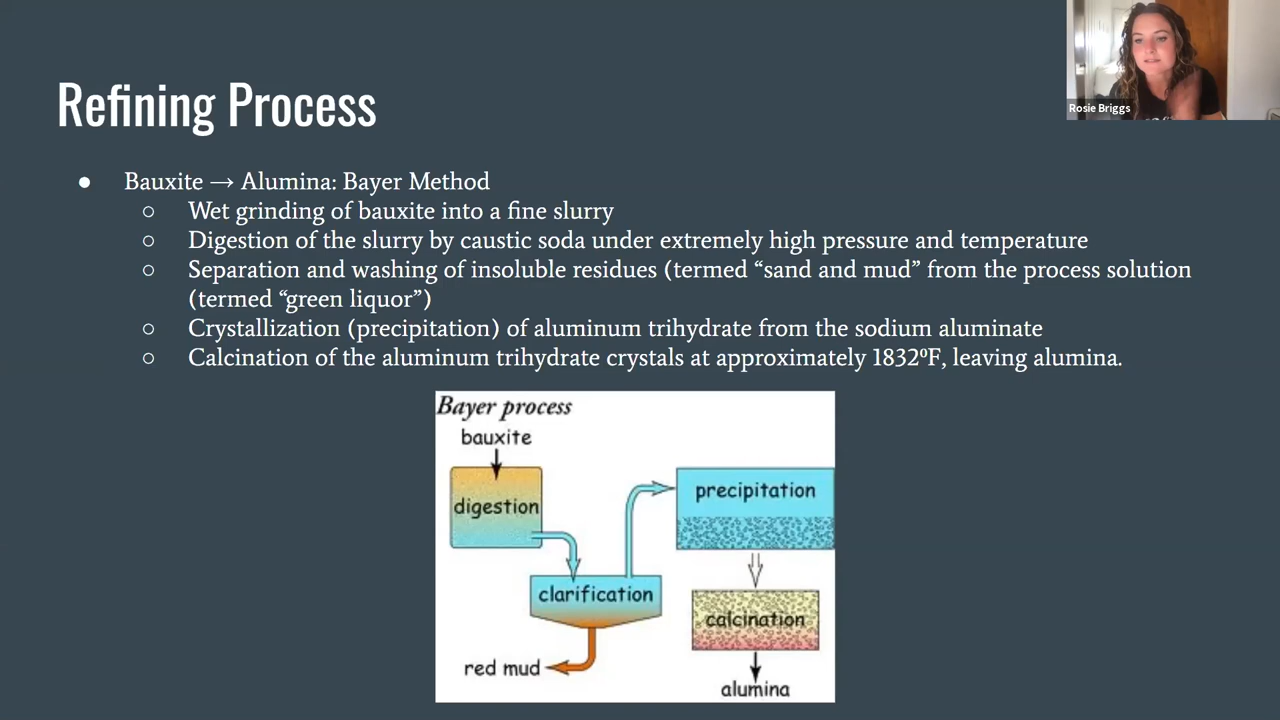 Rosie Briggs
Refining Process
● Bauxite → Alumina: Bayer Method
○ Wet grinding of bauxite into a fine slurry
○ Digestion of the slurry by caustic soda under extremely high pressure and temperature
○ Separation and washing of insoluble residues (termed “sand and mud” from the process solution
(termed “green liquor”)
○ Crystallization (precipitation) of aluminum trihydrate from the sodium aluminate
○ Calcination of the aluminum trihydrate crystals at approximately 1832ºF, leaving alumina.
Bayer process
bauxite
digestion
precipitation
clarification
calcination
red mud
alumina